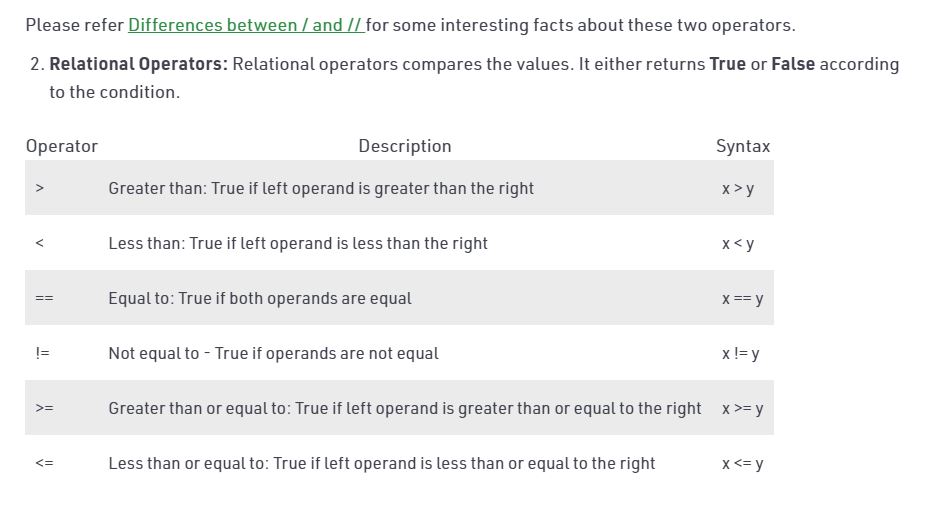 Please refer Differences between / and // for some interesting facts about these two operators.
2. Relational Operators: Relational operators compares the values. It either returns True or False according
to the condition.
Operator Description Syntax
> Greater than: True if left operand is greater than the right x > y
< Less than: True if left operand is less than the right x < y
== Equal to: True if both operands are equal x == y
!= Not equal to - True if operands are not equal x != y
>= Greater than or equal to: True if left operand is greater than or equal to the right x >= y
<= Less than or equal to: True if left operand is less than or equal to the right x <= y